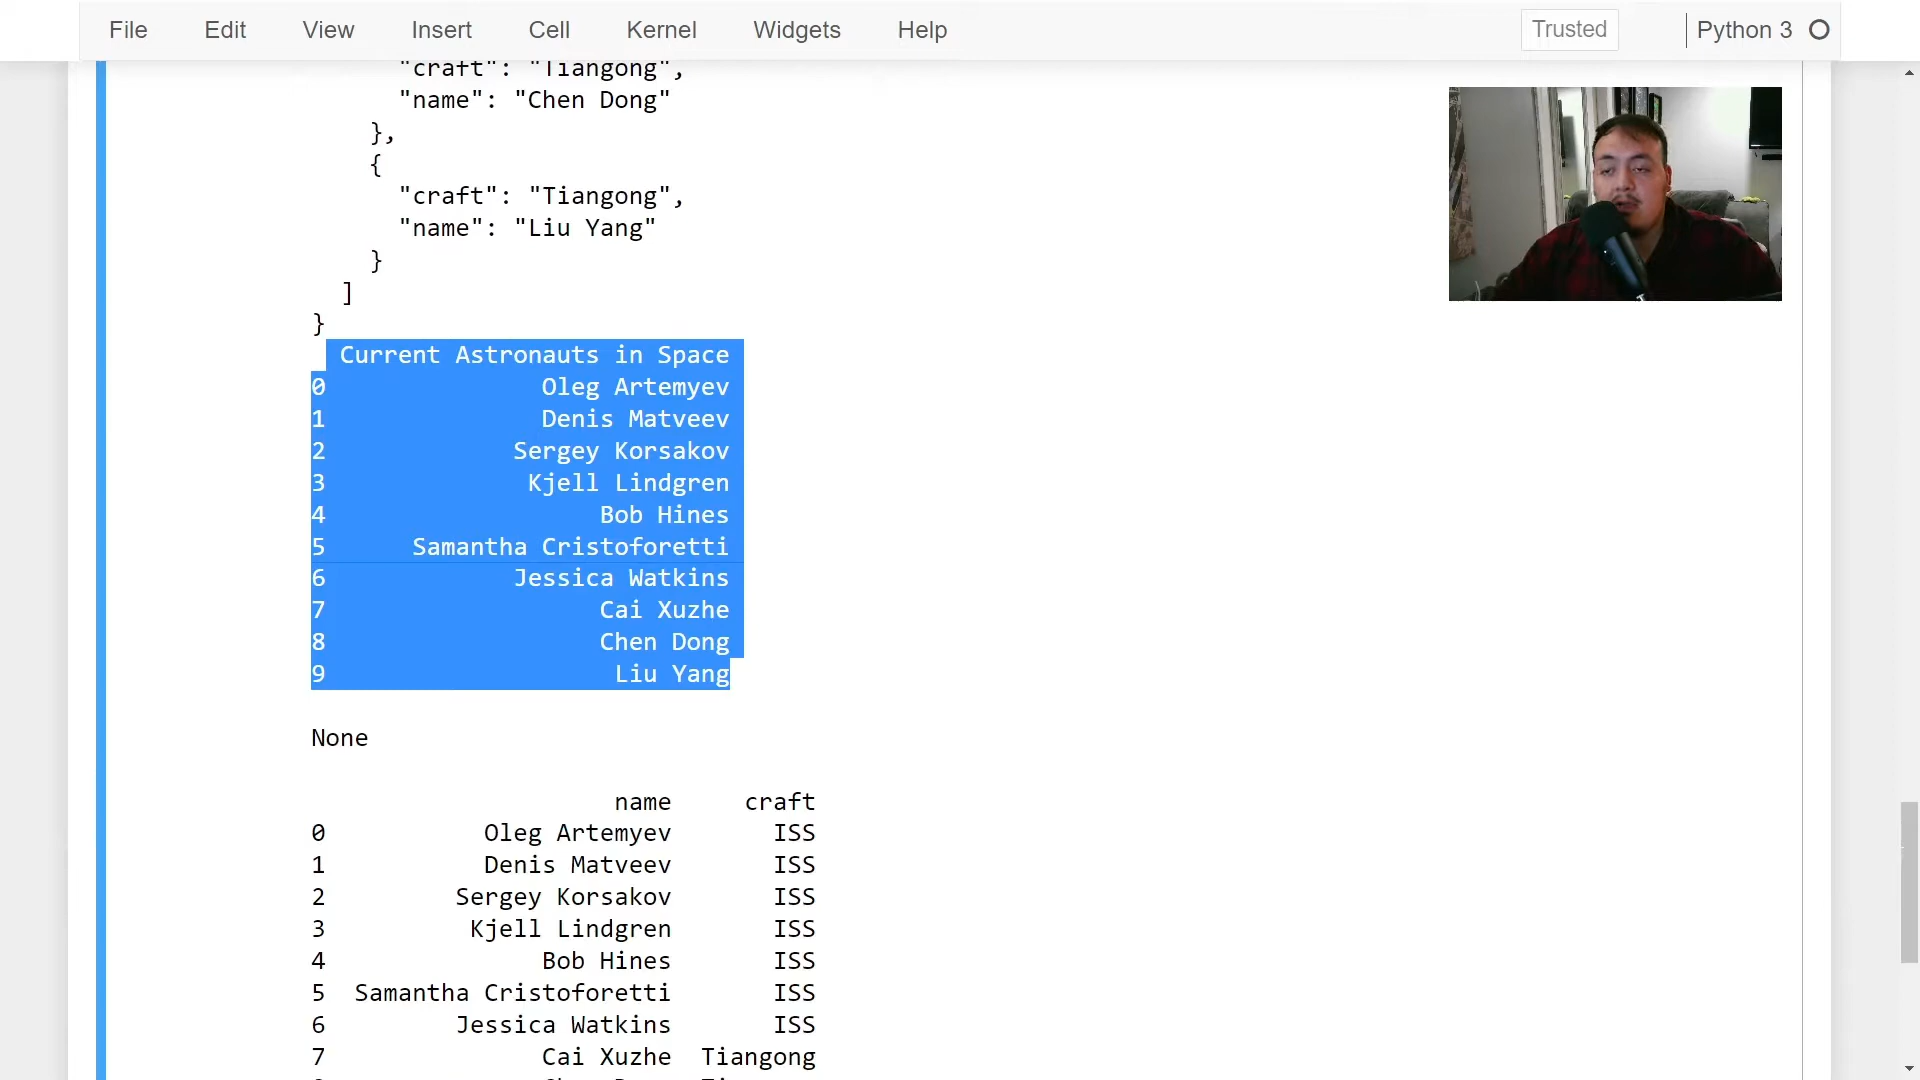 File Edit View Insert Cell Kernel Widgets Help Trusted Python 3
"craft": "Tiangong",
"name": "Chen Dong"
},
{
"craft": "Tiangong",
"name": "Liu Yang"
}
]
}
Current Astronauts in Space
0 Oleg Artemyev
1 Denis Matveev
2 Sergey Korsakov
3 Kjell Lindgren
4 Bob Hines
5 Samantha Cristoforetti
6 Jessica Watkins
7 Cai Xuzhe
8 Chen Dong
9 Liu Yang
None
name craft
0 Oleg Artemyev ISS
1 Denis Matveev ISS
2 Sergey Korsakov ISS
3 Kjell Lindgren ISS
4 Bob Hines ISS
5 Samantha Cristoforetti ISS
6 Jessica Watkins ISS
7 Cai Xuzhe Tiangong